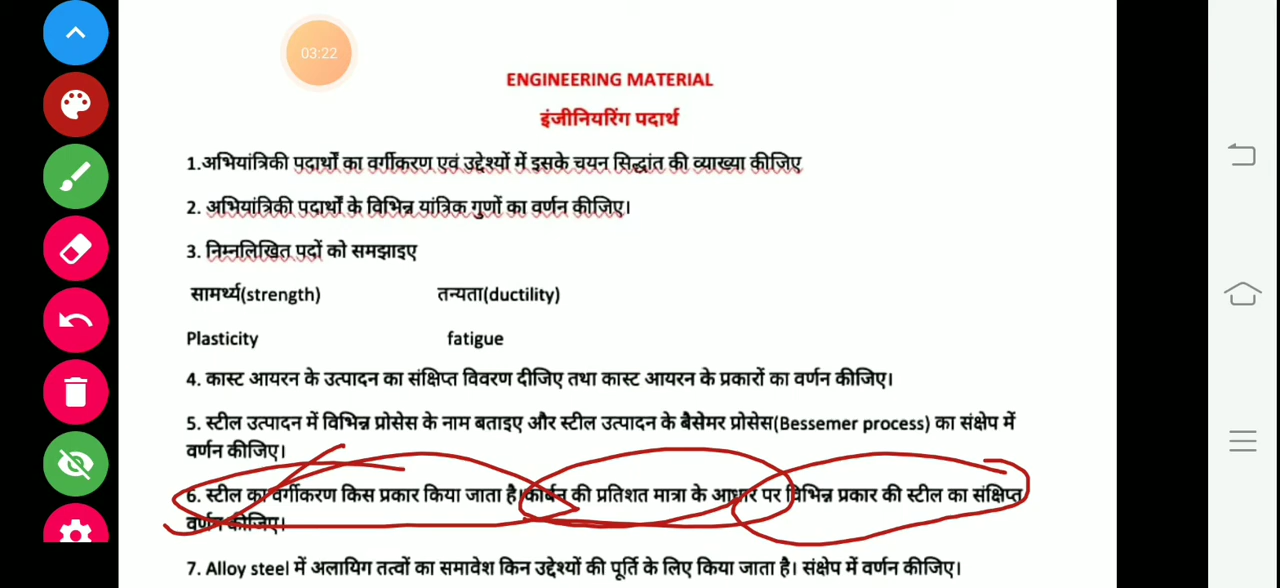 03:22
ENGINEERING MATERIAL
इंजीनियरिंग पदार्थ
1.अभियांत्रिकी पदार्थों का वर्गीकरण एवं उद्देश्यों में इसके चयन सिद्धांत की व्याख्या कीजिए
2. अभियांत्रिकी पदार्थों के विभिन्न यांत्रिक गुणों का वर्णन कीजिए।
3. निम्नलिखित पदों को समझाइए
सामर्थ्य(strength) तन्यता(ductility)
Plasticity fatigue
4. कास्ट आयरन के उत्पादन का संक्षिप्त विवरण दीजिए तथा कास्ट आयरन के प्रकारों का वर्णन कीजिए।
5. स्टील उत्पादन में विभिन्न प्रोसेस के नाम बताइए और स्टील उत्पादन के बैसेमर प्रोसेस(Bessemer process) का संक्षेप में
वर्णन कीजिए।
6. स्टील का वर्गीकरण किस प्रकार किया जाता है।कार्बन की प्रतिशत मात्रा के आधार पर विभिन्न प्रकार की स्टील का संक्षिप्त
वर्णन कीजिए।
7. Alloy steel में अलायिग तत्वों का समावेश किन उद्देश्यों की पूर्ति के लिए किया जाता है। संक्षेप में वर्णन कीजिए।